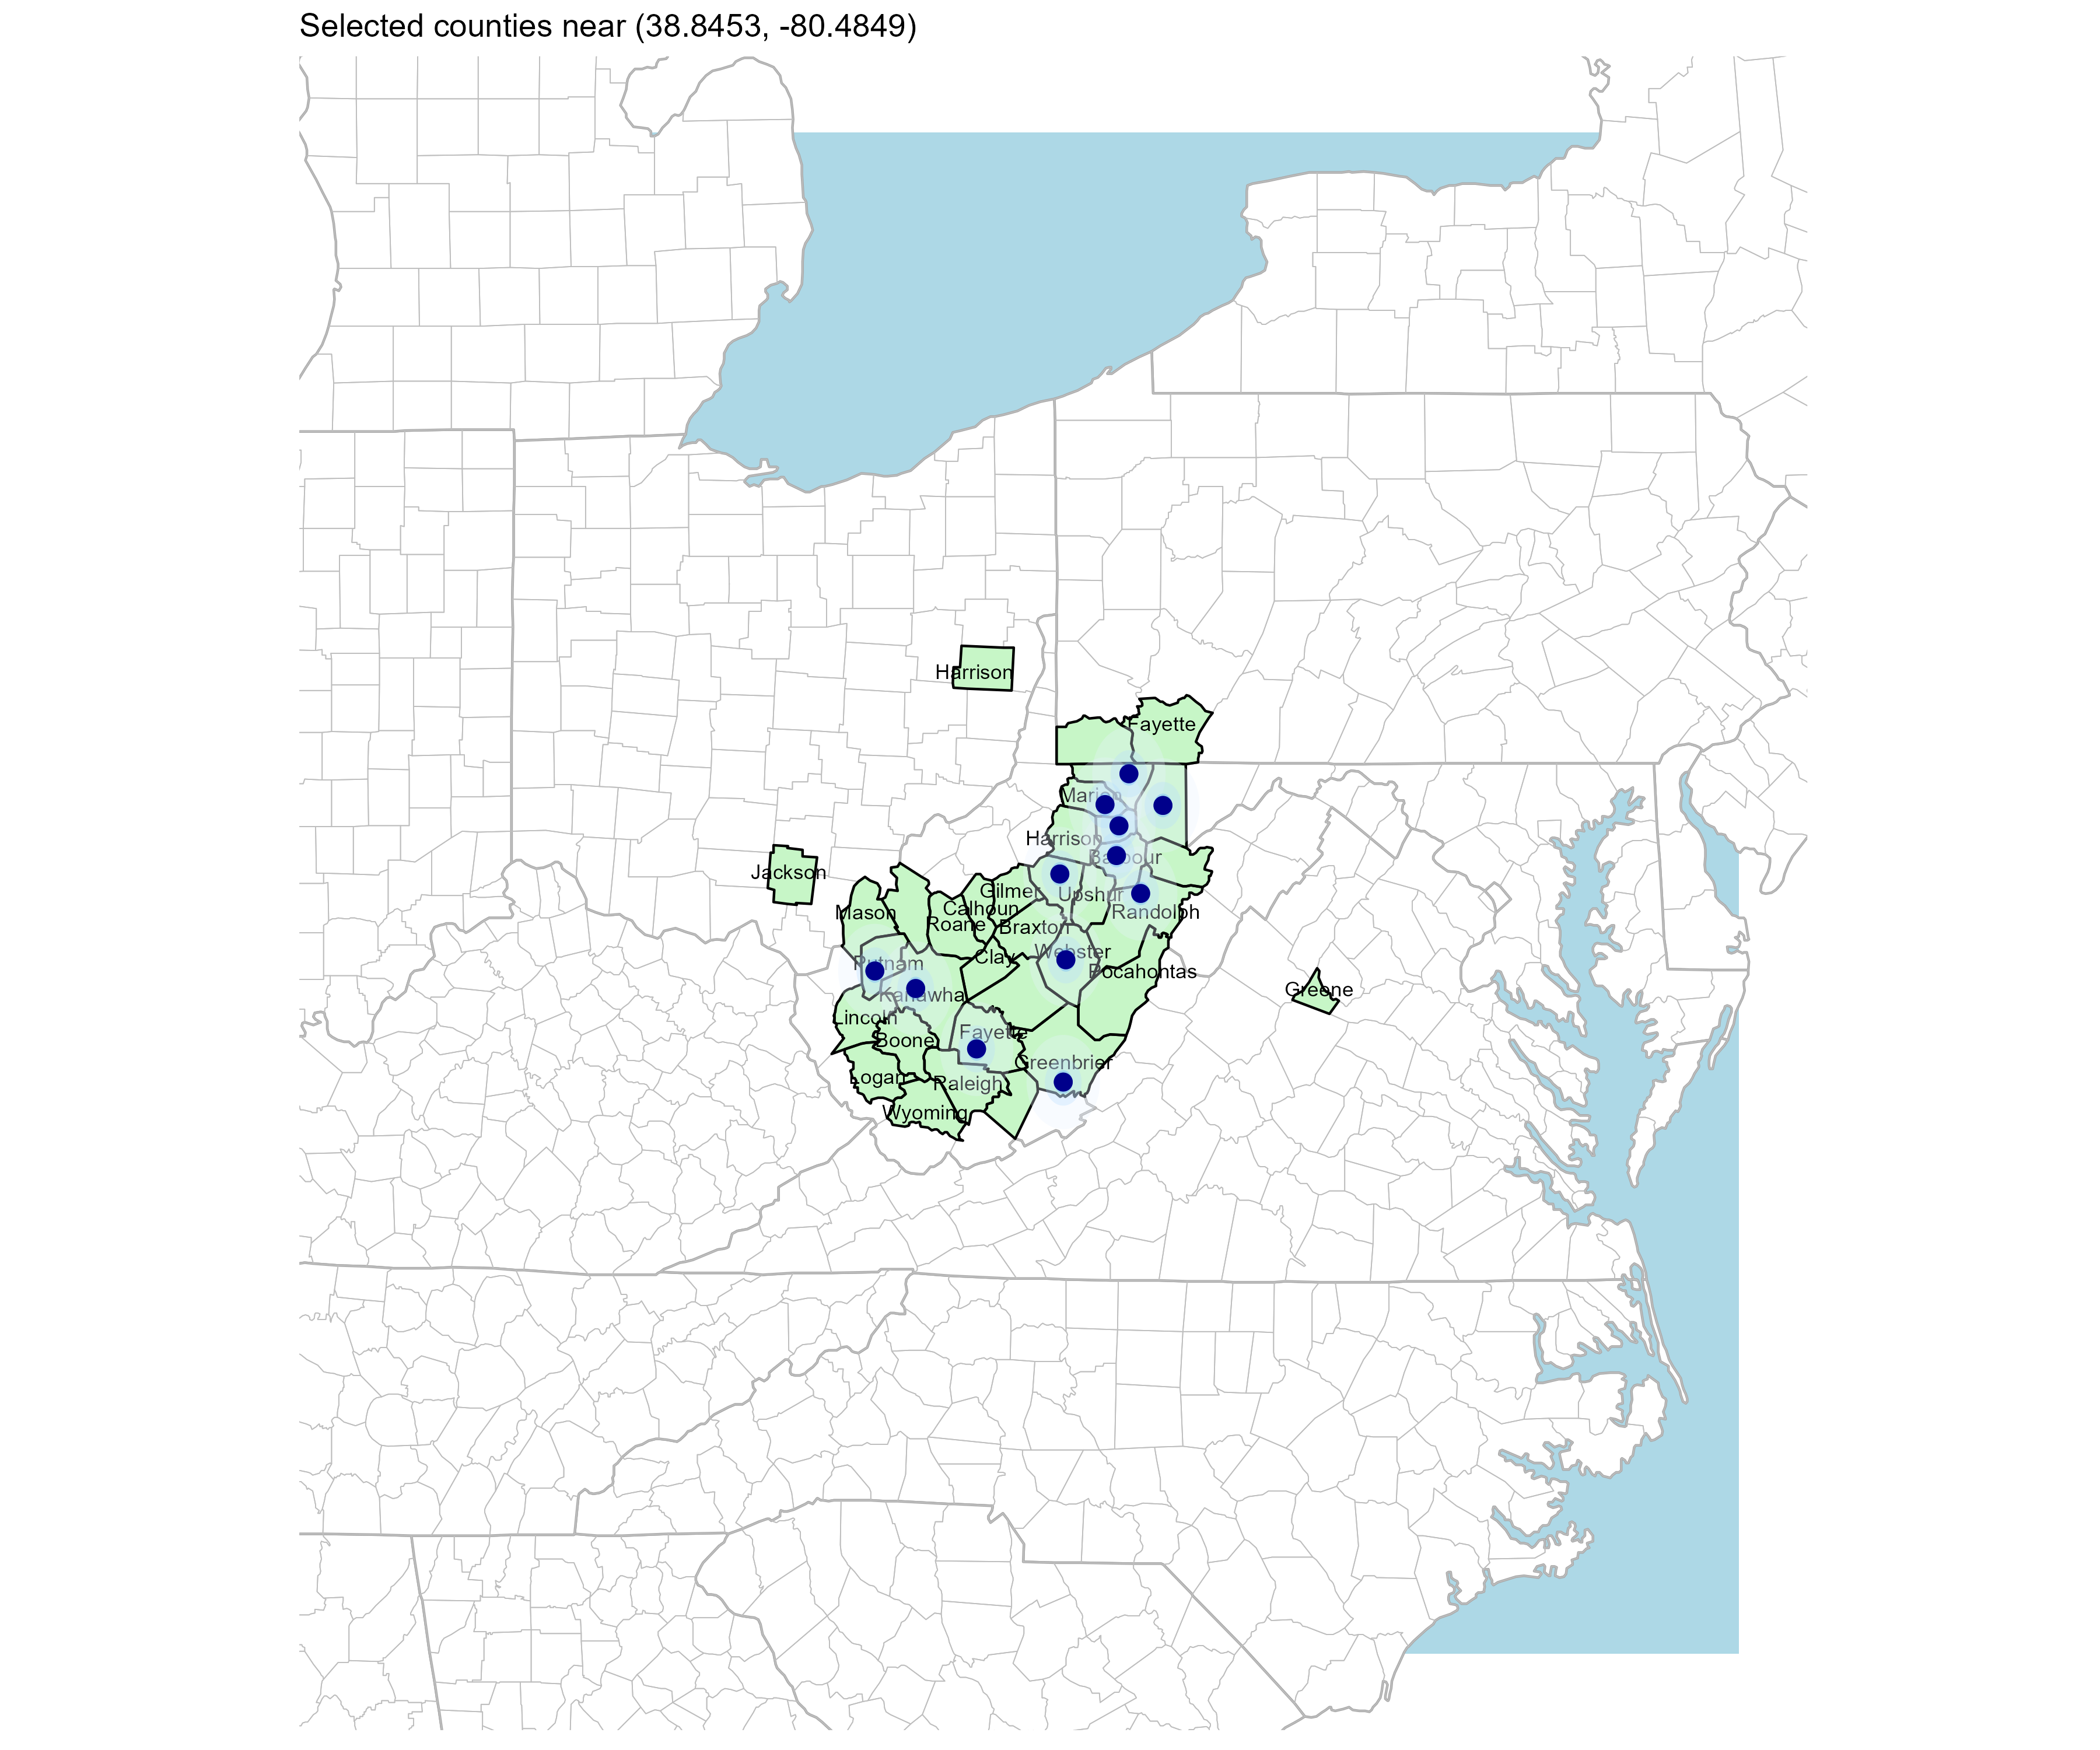 Selected counties near (38.8453, -80.4849)
Harrison
Fayette
Marion
Harrison
Barbour
Jackson
Gilmer
Upshur
Calhoun
Mason
Randolph
Roane
Braxton
Webster
Clay
Putnam
Pocahontas
Greene
Kanawha
Lincoln
Fayette
Boone
Greenbrier
Logan
Raleigh
Wyoming